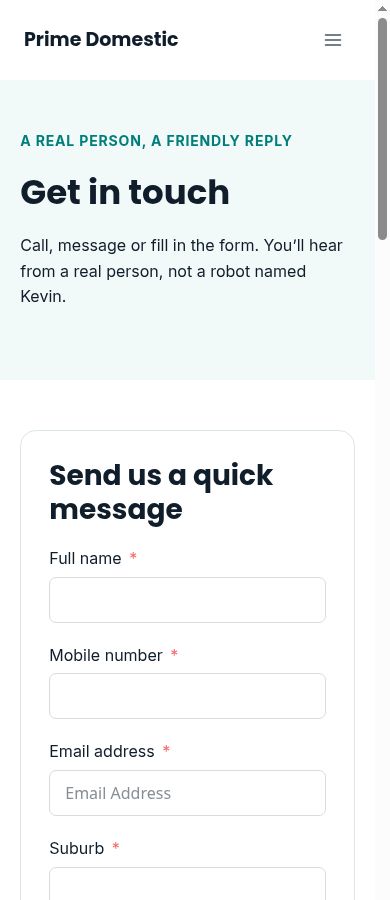 Prime Domestic
A REAL PERSON, A FRIENDLY REPLY
Get in touch
Call, message or fill in the form. You’ll hear
from a real person, not a robot named
Kevin.
Send us a quick
message
Full name *
Mobile number *
Email address *
Email Address
Suburb *